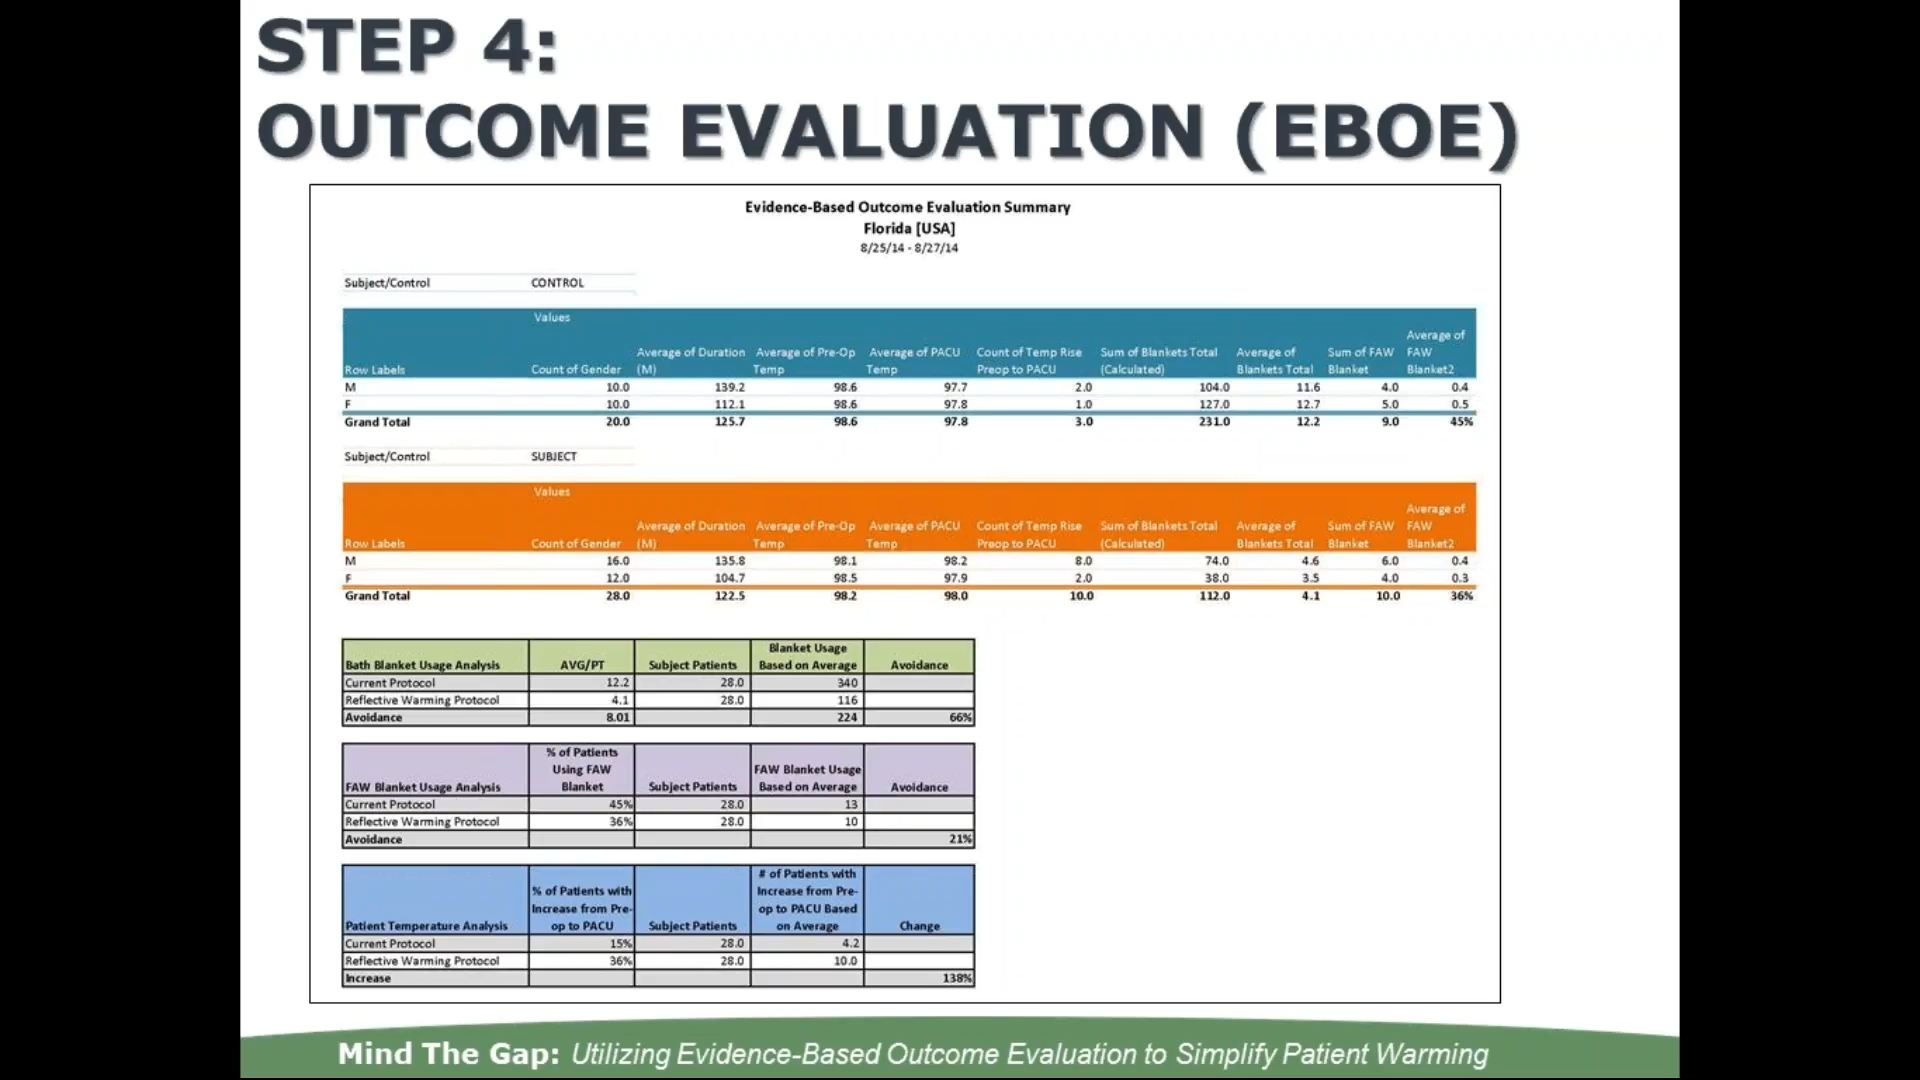 STEP 4:
OUTCOME EVALUATION (EBOE)
Evidence-Based Outcome Evaluation Summary
Florida [USA]
8/25/14 - 8/27/14
Subject/Control CONTROL
Values
Row Labels Count of Gender Average of Duration (M) Average of Pre-Op Temp Average of PACU Temp Count of Temp Rise Preop to PACU Sum of Blankets Total (Calculated) Average of Blankets Total Sum of FAW Blanket Average of FAW Blanket2
M 10.0 139.2 98.6 97.7 2.0 104.0 11.6 4.0 0.4
F 10.0 112.1 98.6 97.8 1.0 127.0 12.7 5.0 0.5
Grand Total 20.0 125.7 98.6 97.8 3.0 231.0 12.2 9.0 45%
Subject/Control SUBJECT
Values
Row Labels Count of Gender Average of Duration (M) Average of Pre-Op Temp Average of PACU Temp Count of Temp Rise Preop to PACU Sum of Blankets Total (Calculated) Average of Blankets Total Sum of FAW Blanket Average of FAW Blanket2
M 16.0 135.8 98.1 98.2 8.0 74.0 4.6 6.0 0.4
F 12.0 104.7 98.5 97.9 2.0 38.0 3.5 4.0 0.3
Grand Total 28.0 122.5 98.2 98.0 10.0 112.0 4.1 10.0 36%
Bath Blanket Usage Analysis AVG/PT Subject Patients Blanket Usage Based on Average Avoidance
Current Protocol 12.2 28.0 340
Reflective Warming Protocol 4.1 28.0 116
Avoidance 8.01 224 66%
FAW Blanket Usage Analysis % of Patients Using FAW Blanket Subject Patients FAW Blanket Usage Based on Average Avoidance
Current Protocol 45% 28.0 13
Reflective Warming Protocol 36% 28.0 10
Avoidance 21%
Patient Temperature Analysis % of Patients with Increase from Pre-op to PACU Subject Patients # of Patients with Increase from Pre-op to PACU Based on Average Change
Current Protocol 15% 28.0 4.2
Reflective Warming Protocol 36% 28.0 10.0
Increase 138%
Mind The Gap: Utilizing Evidence-Based Outcome Evaluation to Simplify Patient Warming